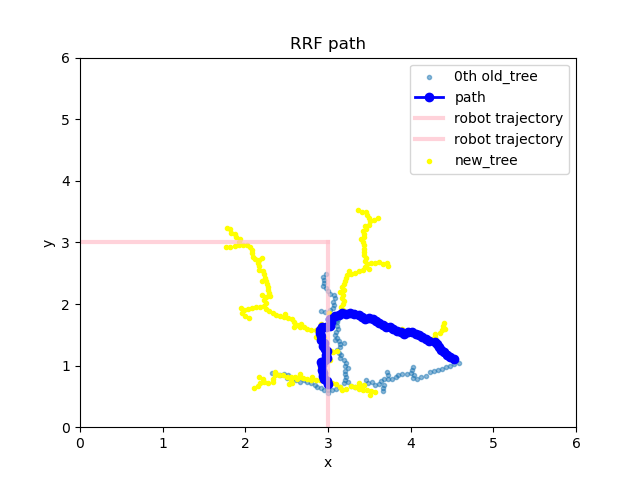 RRF path
0th old_tree
path
robot trajectory
robot trajectory
new_tree
6
5
4
3
2
1
0
y
0 1 2 3 4 5 6
x